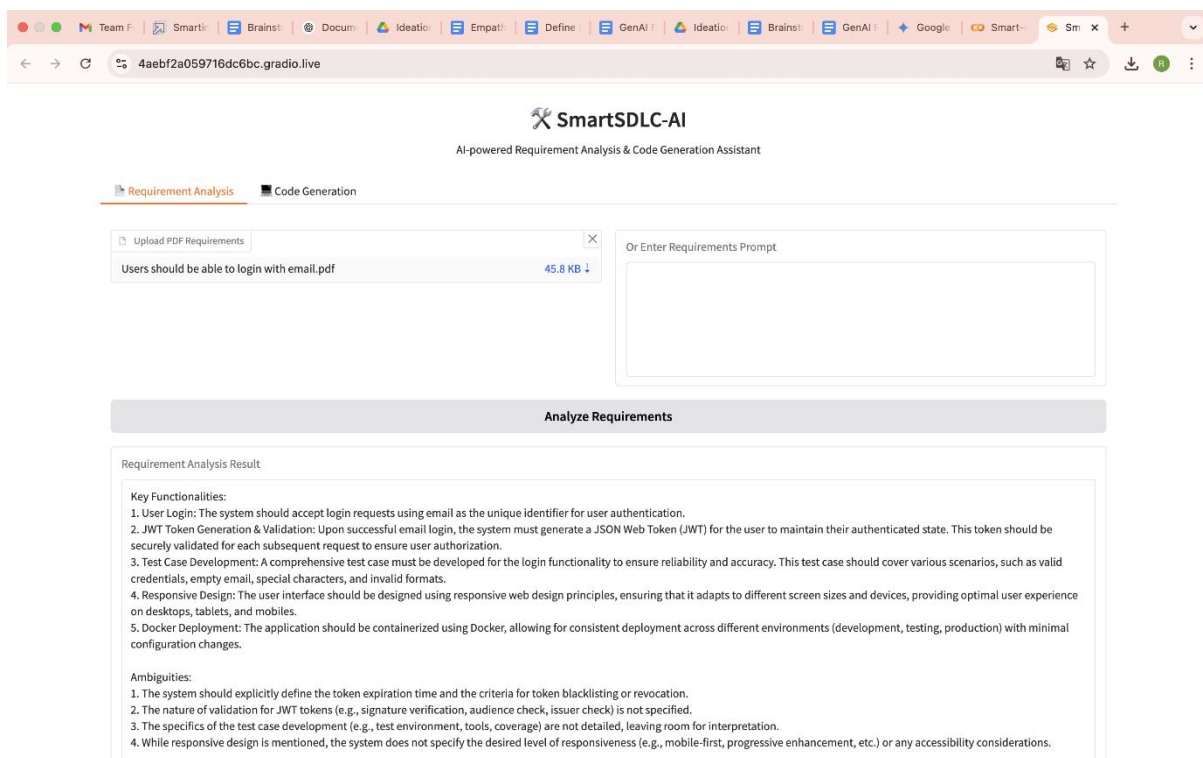 Team F
Smartin
Brainst
Docum
Ideatio
Empath
Define
GenAI
Ideatio
Brainst
GenAI
Google
Smart-
Sm
4aebf2a059716dc6bc.gradio.live
R
SmartSDLC-AI
AI-powered Requirement Analysis & Code Generation Assistant
Requirement Analysis Code Generation
Upload PDF Requirements
Users should be able to login with email.pdf 45.8 KB ↓
Or Enter Requirements Prompt
Analyze Requirements
Requirement Analysis Result
Key Functionalities:
1. User Login: The system should accept login requests using email as the unique identifier for user authentication.
2. JWT Token Generation & Validation: Upon successful email login, the system must generate a JSON Web Token (JWT) for the user to maintain their authenticated state. This token should be
securely validated for each subsequent request to ensure user authorization.
3. Test Case Development: A comprehensive test case must be developed for the login functionality to ensure reliability and accuracy. This test case should cover various scenarios, such as valid
credentials, empty email, special characters, and invalid formats.
4. Responsive Design: The user interface should be designed using responsive web design principles, ensuring that it adapts to different screen sizes and devices, providing optimal user experience
on desktops, tablets, and mobiles.
5. Docker Deployment: The application should be containerized using Docker, allowing for consistent deployment across different environments (development, testing, production) with minimal
configuration changes.
Ambiguities:
1. The system should explicitly define the token expiration time and the criteria for token blacklisting or revocation.
2. The nature of validation for JWT tokens (e.g., signature verification, audience check, issuer check) is not specified.
3. The specifics of the test case development (e.g., test environment, tools, coverage) are not detailed, leaving room for interpretation.
4. While responsive design is mentioned, the system does not specify the desired level of responsiveness (e.g., mobile-first, progressive enhancement, etc.) or any accessibility considerations.